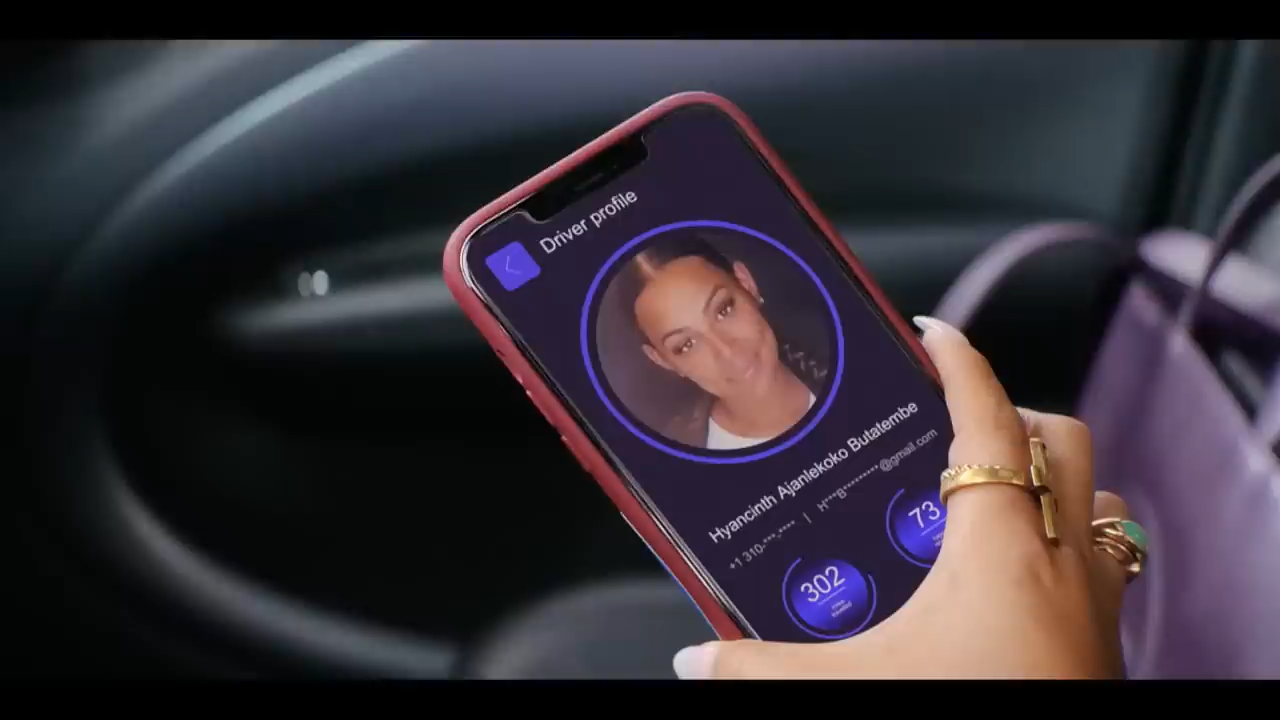 Driver profile
Hyancinth Ajanlekoko Butatembe
+1 310-***-**** | H***B*********@gmail.com
302
73